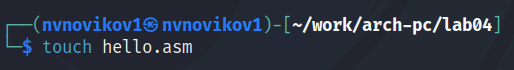 ┌──(nvnovikov1㉿nvnovikov1)-[~/work/arch-pc/lab04]
└─$ touch hello.asm